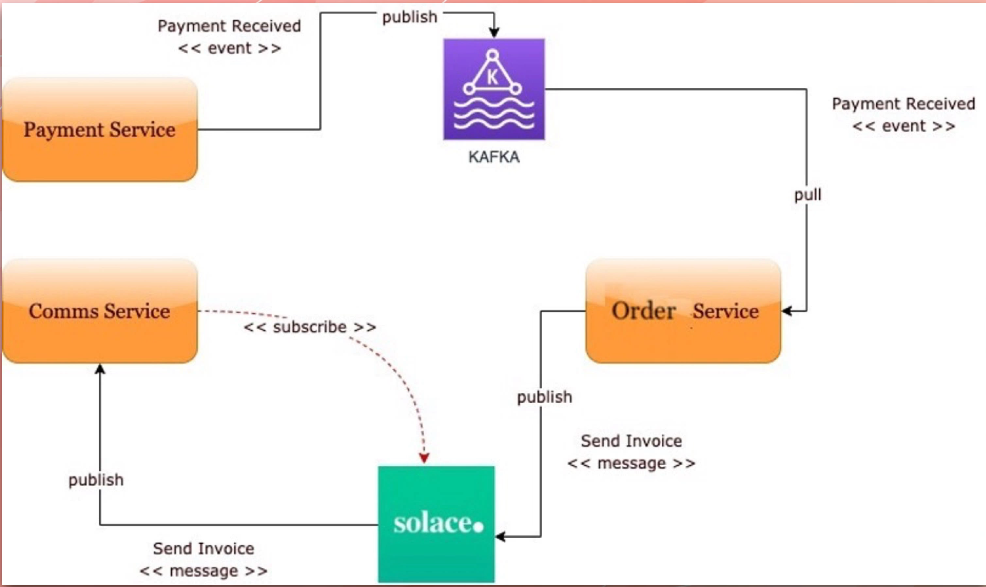 Payment Received
<< event >>
publish
K
KAFKA
Payment Service
Payment Received
<< event >>
pull
Comms Service
<< subscribe >>
Order Service
publish
Send Invoice
<< message >>
publish
solace.
Send Invoice
<< message >>